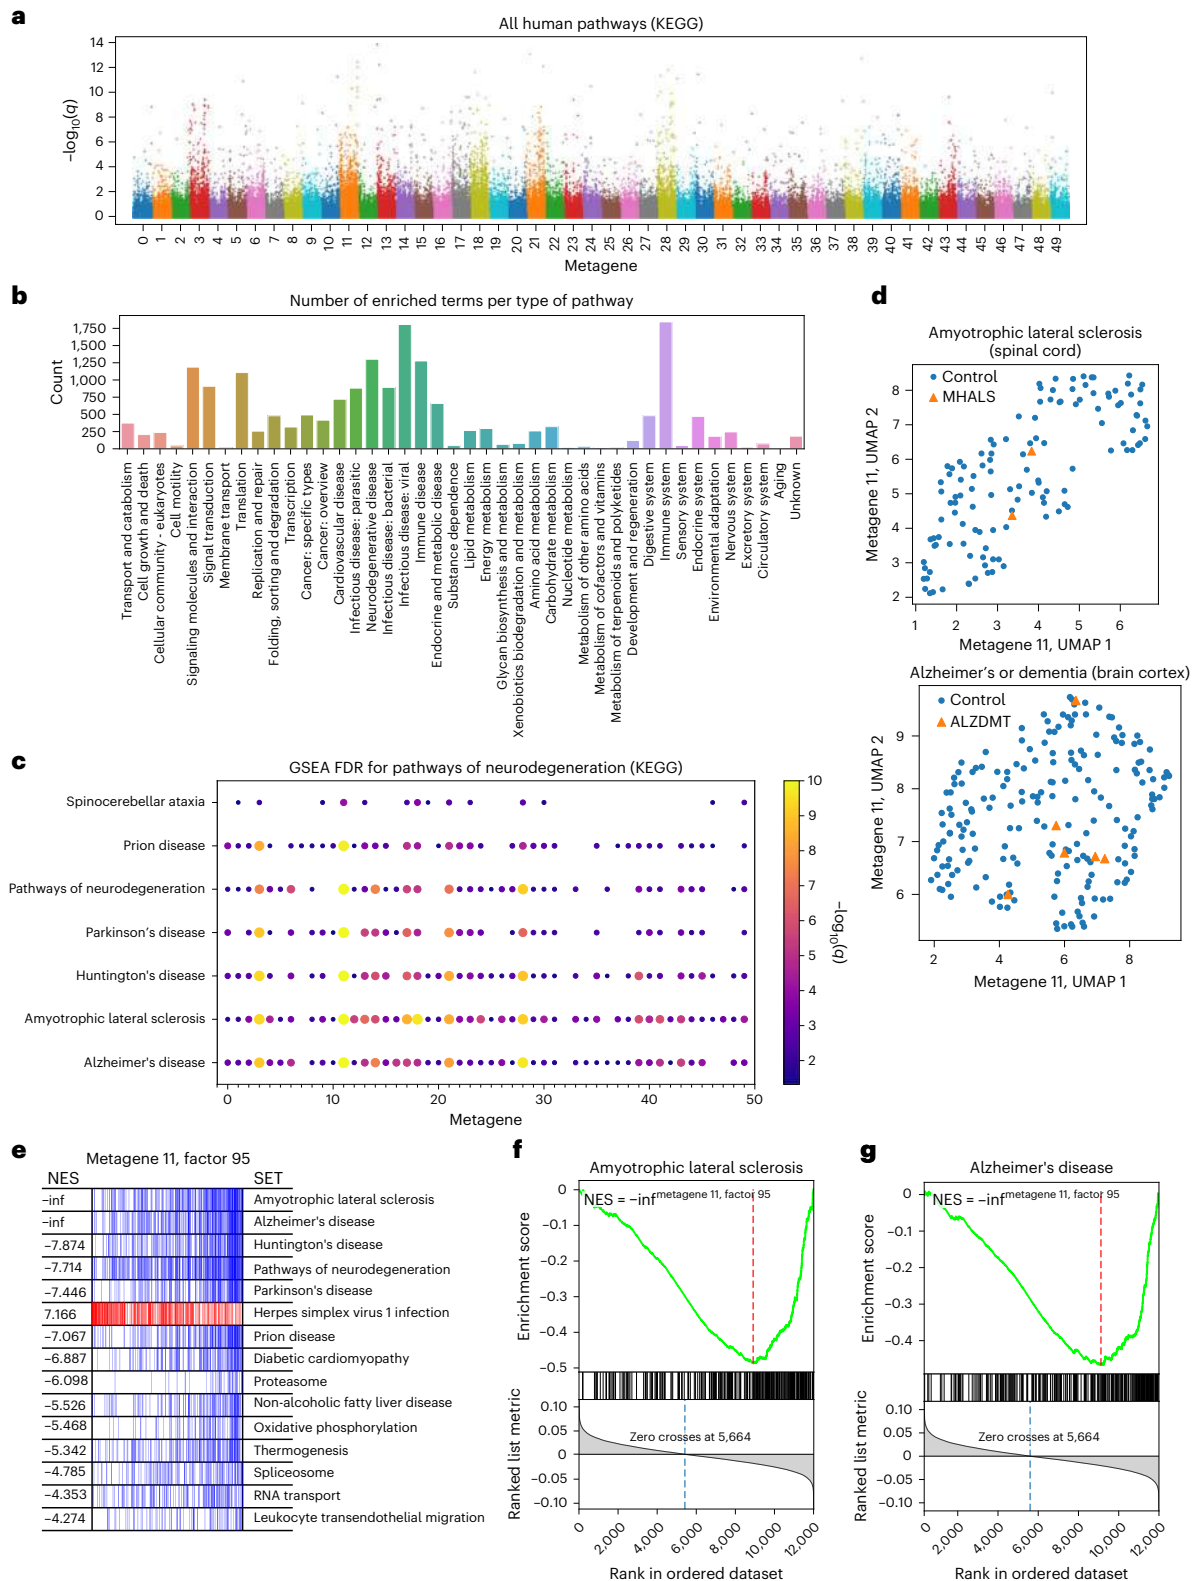 a
All human pathways (KEGG)
14
12
10
8
6
4
2
0
−log10(q)
0 1 2 3 4 5 6 7 8 9 10 11 12 13 14 15 16 17 18 19 20 21 22 23 24 25 26 27 28 29 30 31 32 33 34 35 36 37 38 39 40 41 42 43 44 45 46 47 48 49
Metagene
b
Number of enriched terms per type of pathway
1,750
1,500
1,250
1,000
750
500
250
0
Count
Transport and catabolism
Cell growth and death
Cellular community - eukaryotes
Cell motility
Signaling molecules and interaction
Signal transduction
Membrane transport
Translation
Replication and repair
Folding, sorting and degradation
Transcription
Cancer: specific types
Cancer: overview
Cardiovascular disease
Infectious disease: parasitic
Neurodegenerative disease
Infectious disease: bacterial
Infectious disease: viral
Immune disease
Endocrine and metabolic disease
Substance dependence
Lipid metabolism
Energy metabolism
Glycan biosynthesis and metabolism
Xenobiotics biodegradation and metabolism
Amino acid metabolism
Carbohydrate metabolism
Nucleotide metabolism
Metabolism of other amino acids
Metabolism of cofactors and vitamins
Metabolism of terpenoids and polyketides
Development and regeneration
Digestive system
Immune system
Sensory system
Endocrine system
Environmental adaptation
Nervous system
Excretory system
Circulatory system
Aging
Unknown
c
GSEA FDR for pathways of neurodegeneration (KEGG)
Spinocerebellar ataxia
Prion disease
Pathways of neurodegeneration
Parkinson's disease
Huntington's disease
Amyotrophic lateral sclerosis
Alzheimer's disease
0 10 20 30 40 50
Metagene
10
9
8
7
6
5
4
3
2
−log10(q)
d
Amyotrophic lateral sclerosis
(spinal cord)
Control
MHALS
8
7
6
5
4
3
2
Metagene 11, UMAP 2
1 2 3 4 5 6
Metagene 11, UMAP 1
Alzheimer's or dementia (brain cortex)
Control
ALZDMT
9
8
7
6
Metagene 11, UMAP 2
2 4 6 8
Metagene 11, UMAP 1
e
Metagene 11, factor 95
NES SET
−inf Amyotrophic lateral sclerosis
−inf Alzheimer's disease
−7.874 Huntington's disease
−7.714 Pathways of neurodegeneration
−7.446 Parkinson's disease
7.166 Herpes simplex virus 1 infection
−7.067 Prion disease
−6.887 Diabetic cardiomyopathy
−6.098 Proteasome
−5.526 Non-alcoholic fatty liver disease
−5.468 Oxidative phosphorylation
−5.342 Thermogenesis
−4.785 Spliceosome
−4.353 RNA transport
−4.274 Leukocyte transendothelial migration
f
Amyotrophic lateral sclerosis
NES = −inf metagene 11, factor 95
0
−0.1
−0.2
−0.3
−0.4
−0.5
Enrichment score
0.10
0.05
0
−0.05
−0.10
Ranked list metric
Zero crosses at 5,664
0 2,000 4,000 6,000 8,000 10,000 12,000
Rank in ordered dataset
g
Alzheimer's disease
NES = −inf metagene 11, factor 95
0
−0.1
−0.2
−0.3
−0.4
Enrichment score
0.10
0.05
0
−0.05
−0.10
Ranked list metric
Zero crosses at 5,664
0 2,000 4,000 6,000 8,000 10,000 12,000
Rank in ordered dataset